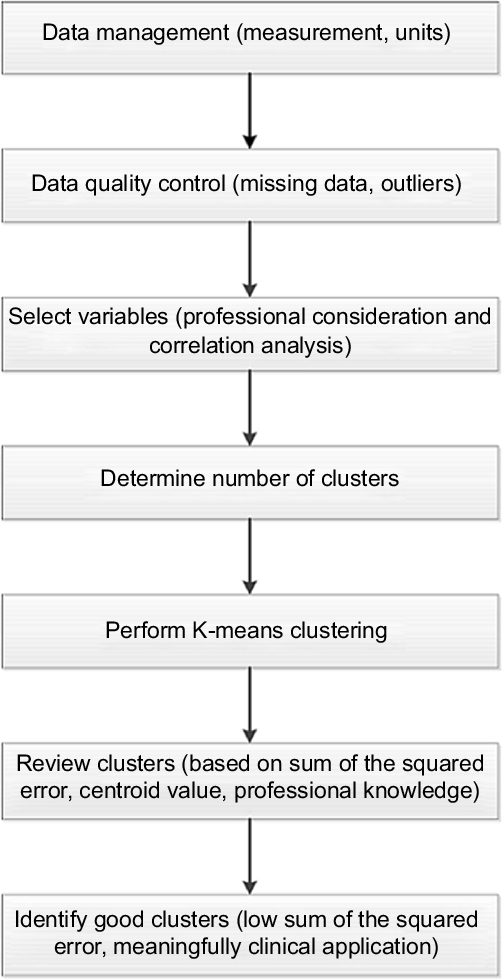 Data management (measurement, units)
Data quality control (missing data, outliers)
Select variables (professional consideration and
correlation analysis)
Determine number of clusters
Perform K-means clustering
Review clusters (based on sum of the squared
error, centroid value, professional knowledge)
Identify good clusters (low sum of the squared
error, meaningfully clinical application)